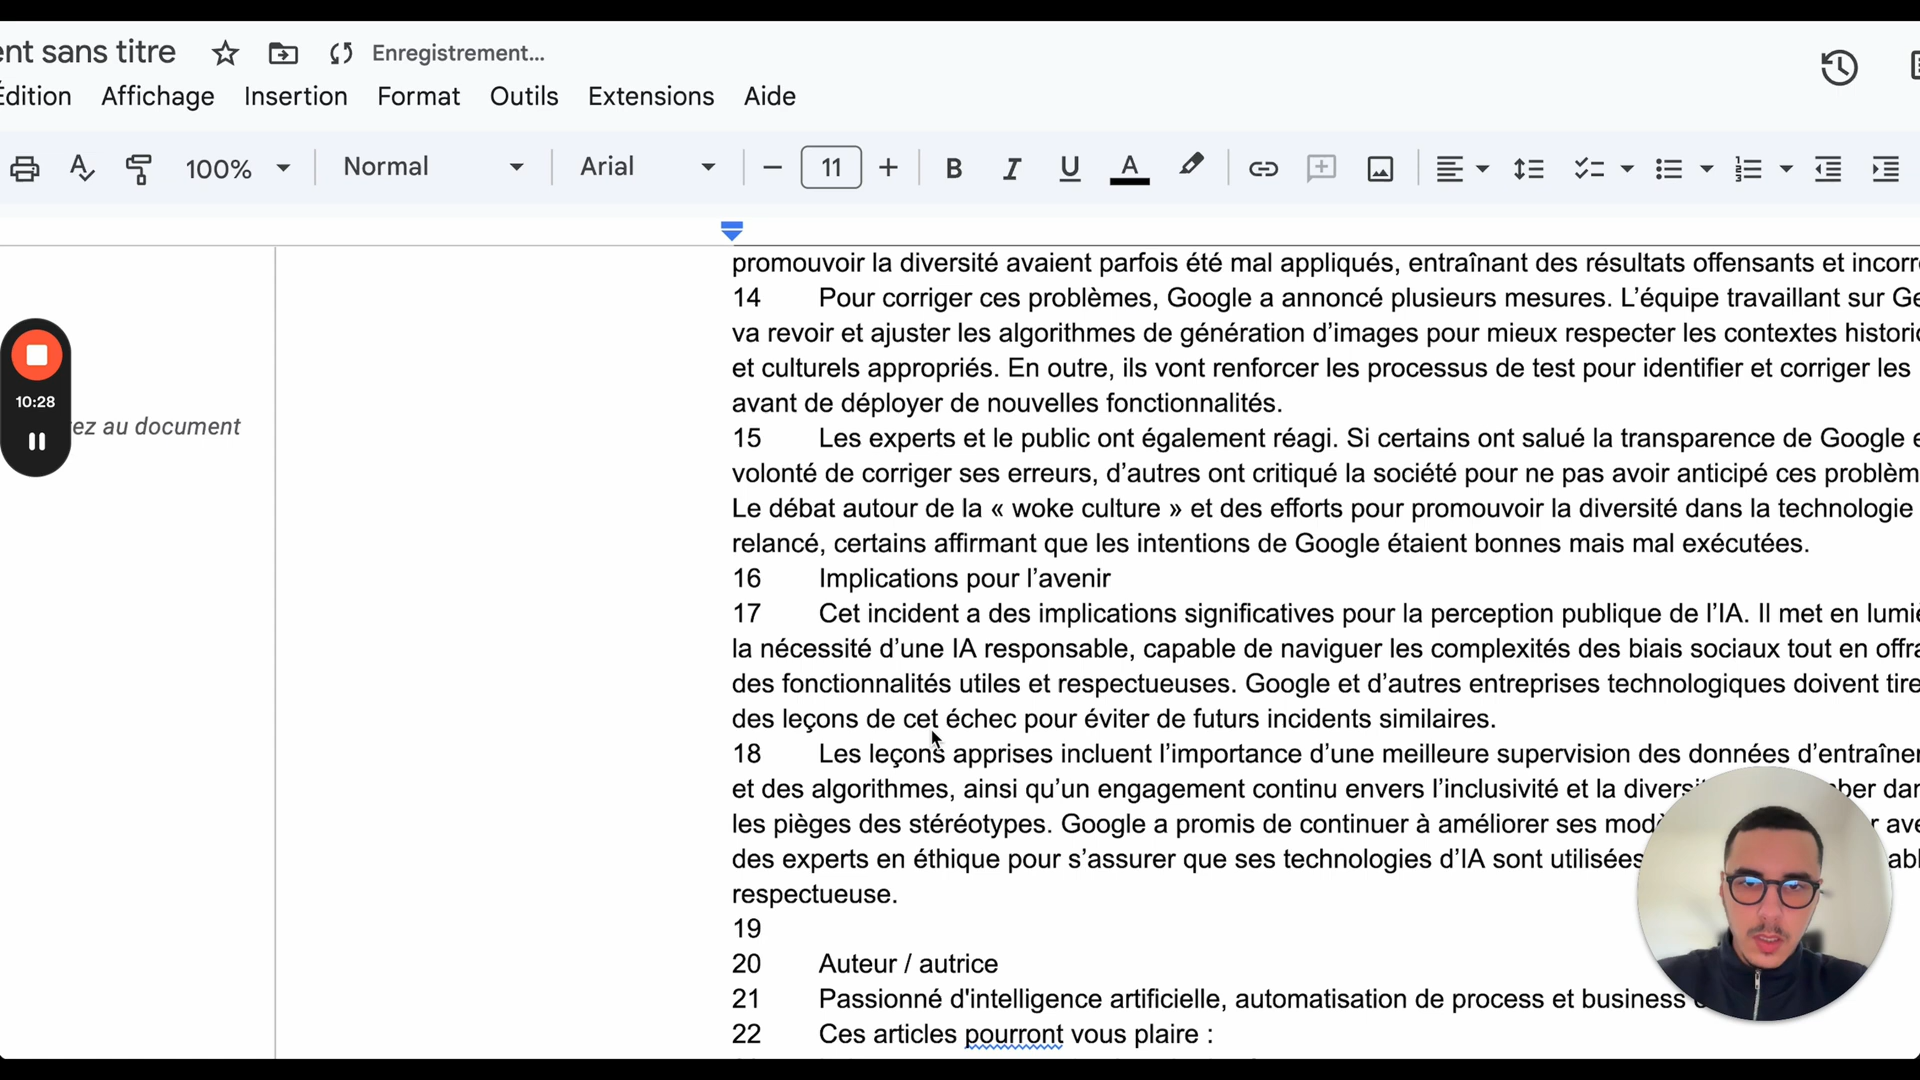 ent sans titre Enregistrement...
Édition Affichage Insertion Format Outils Extensions Aide
100% Normal Arial 11 B I U A
promouvoir la diversité avaient parfois été mal appliqués, entraînant des résultats offensants et
14 Pour corriger ces problèmes, Google a annoncé plusieurs mesures. L’équipe travaillant sur
va revoir et ajuster les algorithmes de génération d’images pour mieux respecter les contextes
et culturels appropriés. En outre, ils vont renforcer les processus de test pour identifier et corriger les
avant de déployer de nouvelles fonctionnalités.
15 Les experts et le public ont également réagi. Si certains ont salué la transparence de Google
volonté de corriger ses erreurs, d’autres ont critiqué la société pour ne pas avoir anticipé ces
Le débat autour de la « woke culture » et des efforts pour promouvoir la diversité dans la technologie
relancé, certains affirmant que les intentions de Google étaient bonnes mais mal exécutées.
16 Implications pour l’avenir
17 Cet incident a des implications significatives pour la perception publique de l’IA. Il met en
la nécessité d’une IA responsable, capable de naviguer les complexités des biais sociaux tout en
des fonctionnalités utiles et respectueuses. Google et d’autres entreprises technologiques doivent
des leçons de cet échec pour éviter de futurs incidents similaires.
18 Les leçons apprises incluent l’importance d’une meilleure supervision des données
et des algorithmes, ainsi qu’un engagement continu envers l’inclusivité et la
les pièges des stéréotypes. Google a promis de continuer à améliorer ses
des experts en éthique pour s’assurer que ses technologies d’IA sont utilisées
respectueuse.
19
20 Auteur / autrice
21 Passionné d'intelligence artificielle, automatisation de process et business
22 Ces articles pourront vous plaire :
10:28
ez au document